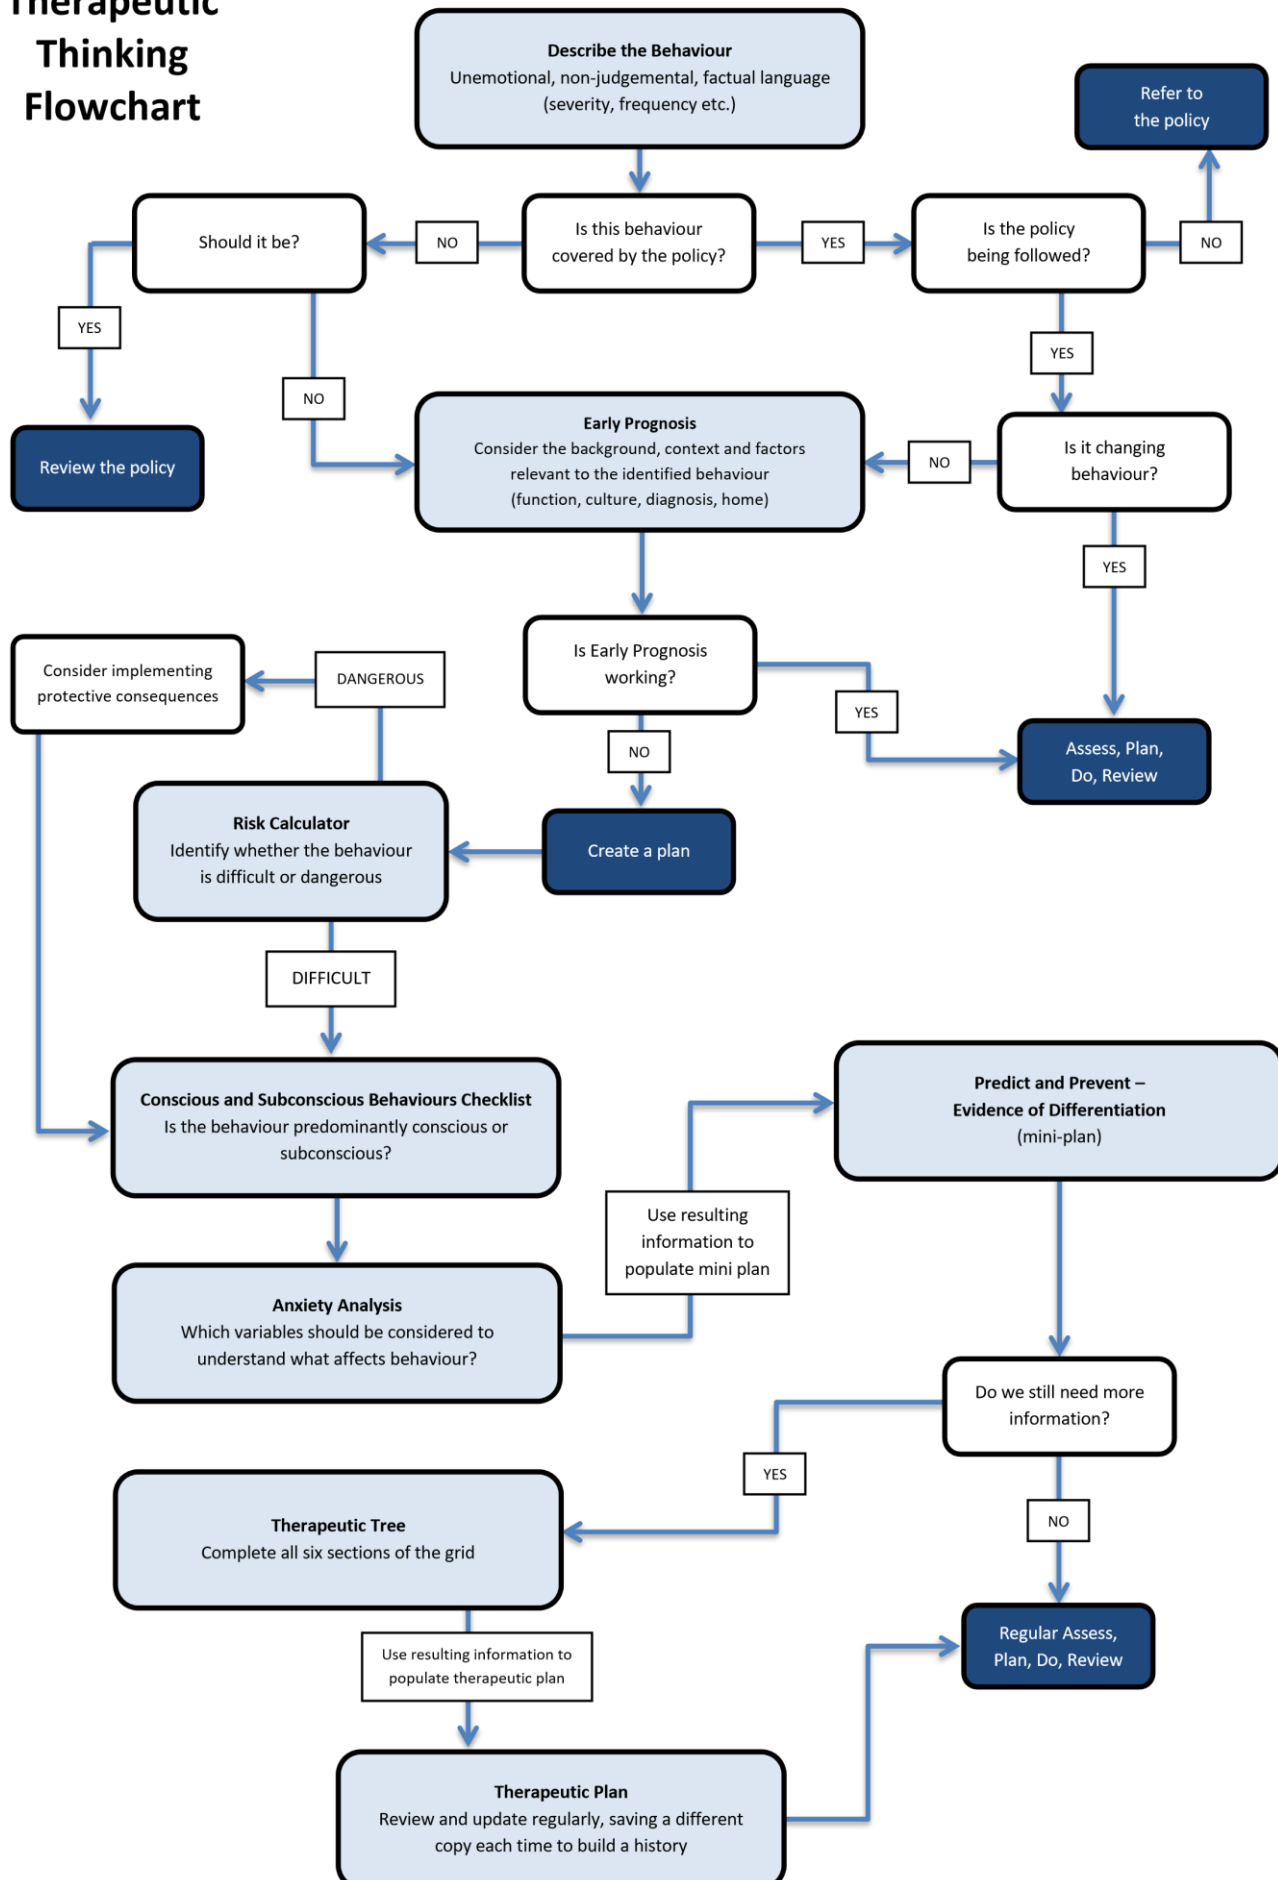 Therapeutic
Thinking
Flowchart
Describe the Behaviour
Unemotional, non-judgemental, factual language
(severity, frequency etc.)
Refer to
the policy
Should it be?
NO
Is this behaviour
covered by the policy?
YES
Is the policy
being followed?
NO
YES
YES
NO
Review the policy
Early Prognosis
Consider the background, context and factors
relevant to the identified behaviour
(function, culture, diagnosis, home)
NO
Is it changing
behaviour?
YES
Consider implementing
protective consequences
DANGEROUS
Is Early Prognosis
working?
YES
NO
Assess, Plan,
Do, Review
Risk Calculator
Identify whether the behaviour
is difficult or dangerous
Create a plan
DIFFICULT
Conscious and Subconscious Behaviours Checklist
Is the behaviour predominantly conscious or
subconscious?
Predict and Prevent –
Evidence of Differentiation
(mini-plan)
Use resulting
information to
populate mini plan
Anxiety Analysis
Which variables should be considered to
understand what affects behaviour?
Do we still need more
information?
YES
NO
Therapeutic Tree
Complete all six sections of the grid
Use resulting information to
populate therapeutic plan
Regular Assess,
Plan, Do, Review
Therapeutic Plan
Review and update regularly, saving a different
copy each time to build a history